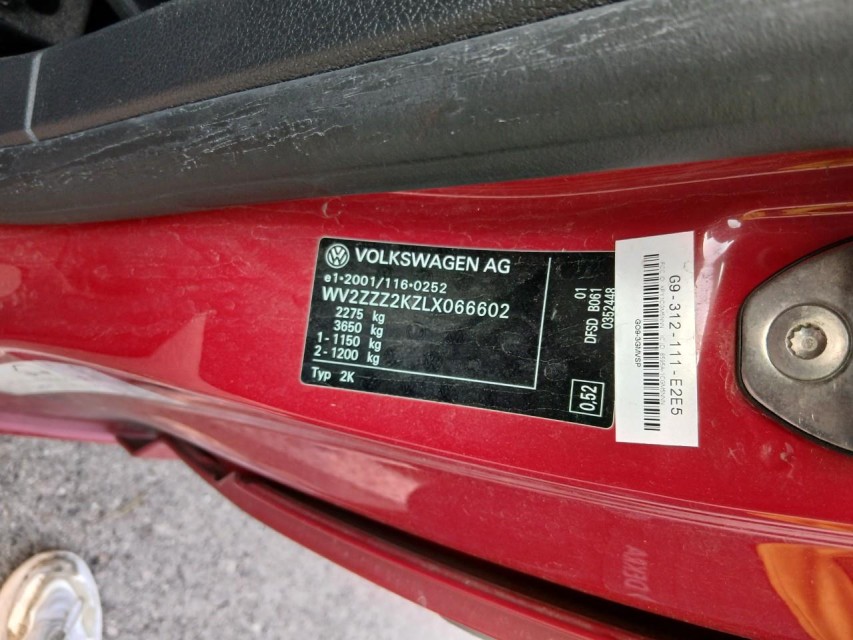 VOLKSWAGEN AG
e1*2001/116*0252
WV2ZZZ2KZLX066602
2275 kg
3650 kg
1 - 1150 kg
2 - 1200 kg
Typ 2K
01
DFSD B061
0352448
0,52
G9-312-111-E2E5